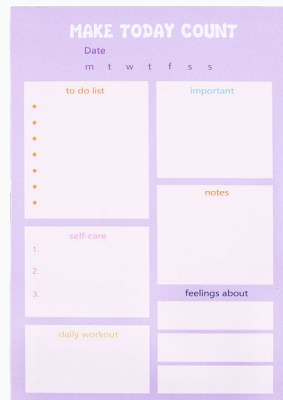 MAKE TODAY COUNT
Date
m t w t f s s
to do list
important
notes
self-care
1.
2.
3.
feelings about
daily workout